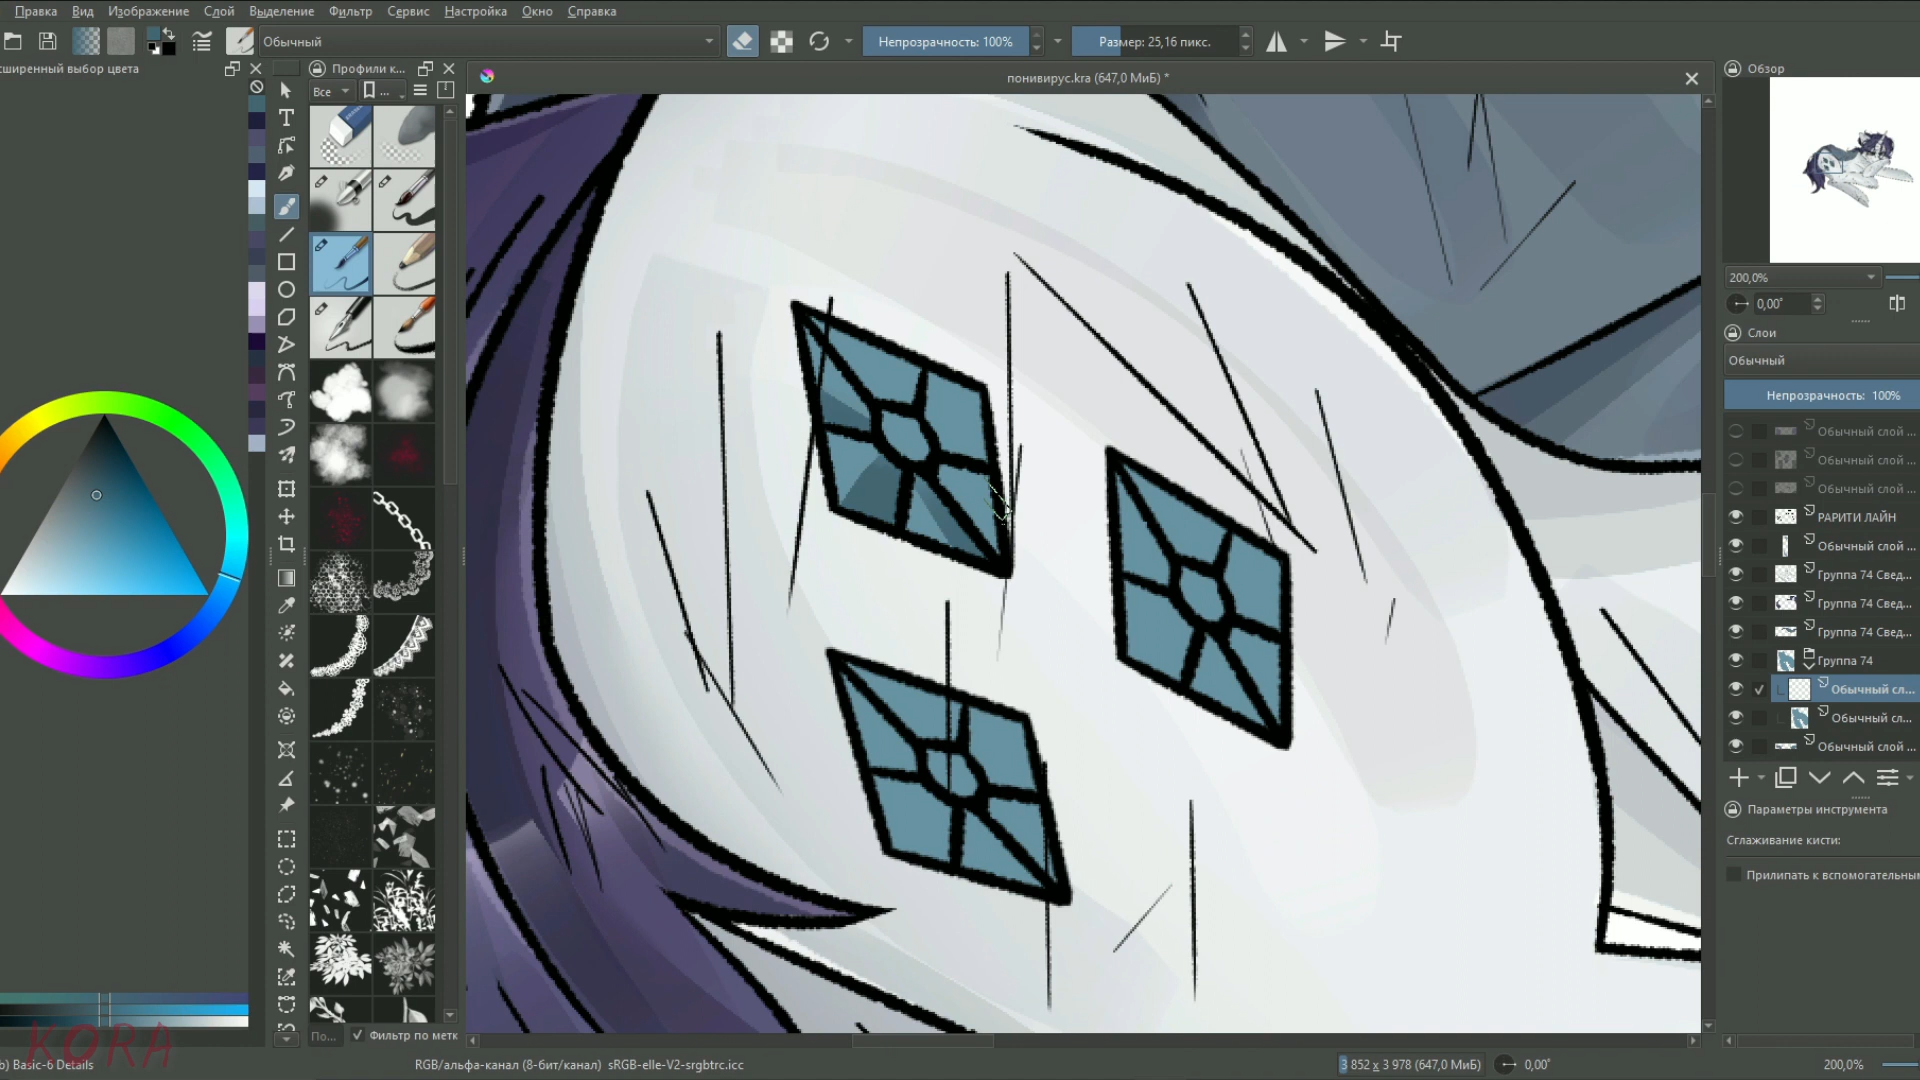 Правка Вид Изображение Слой Выделение Фильтр Сервис Настройка Окно Справка
Обычный
Непрозрачность: 100%
Размер: 25,16 пикс.
сширенный выбор цвета
Профили к...
понивирус.kra (647,0 МиБ) *
Обзор
Все
...
200,0%
0,00°
Слои
Обычный
Непрозрачность: 100%
Обычный слой ...
Обычный слой ...
Обычный слой ...
РАРИТИ ЛАЙН
Обычный слой ...
Группа 74 Свед...
Группа 74 Свед...
Группа 74 Свед...
Группа 74
Обычный сл...
Обычный сл...
Обычный слой ...
Параметры инструмента
Сглаживание кисти:
Прилипать к вспомогательным
По...
Фильтр по метк
KORA
b) Basic-6 Details
RGB/альфа-канал (8-бит/канал) sRGB-elle-V2-srgbtrc.icc
3 852 x 3 978 (647,0 МиБ)
0,00°
200,0%